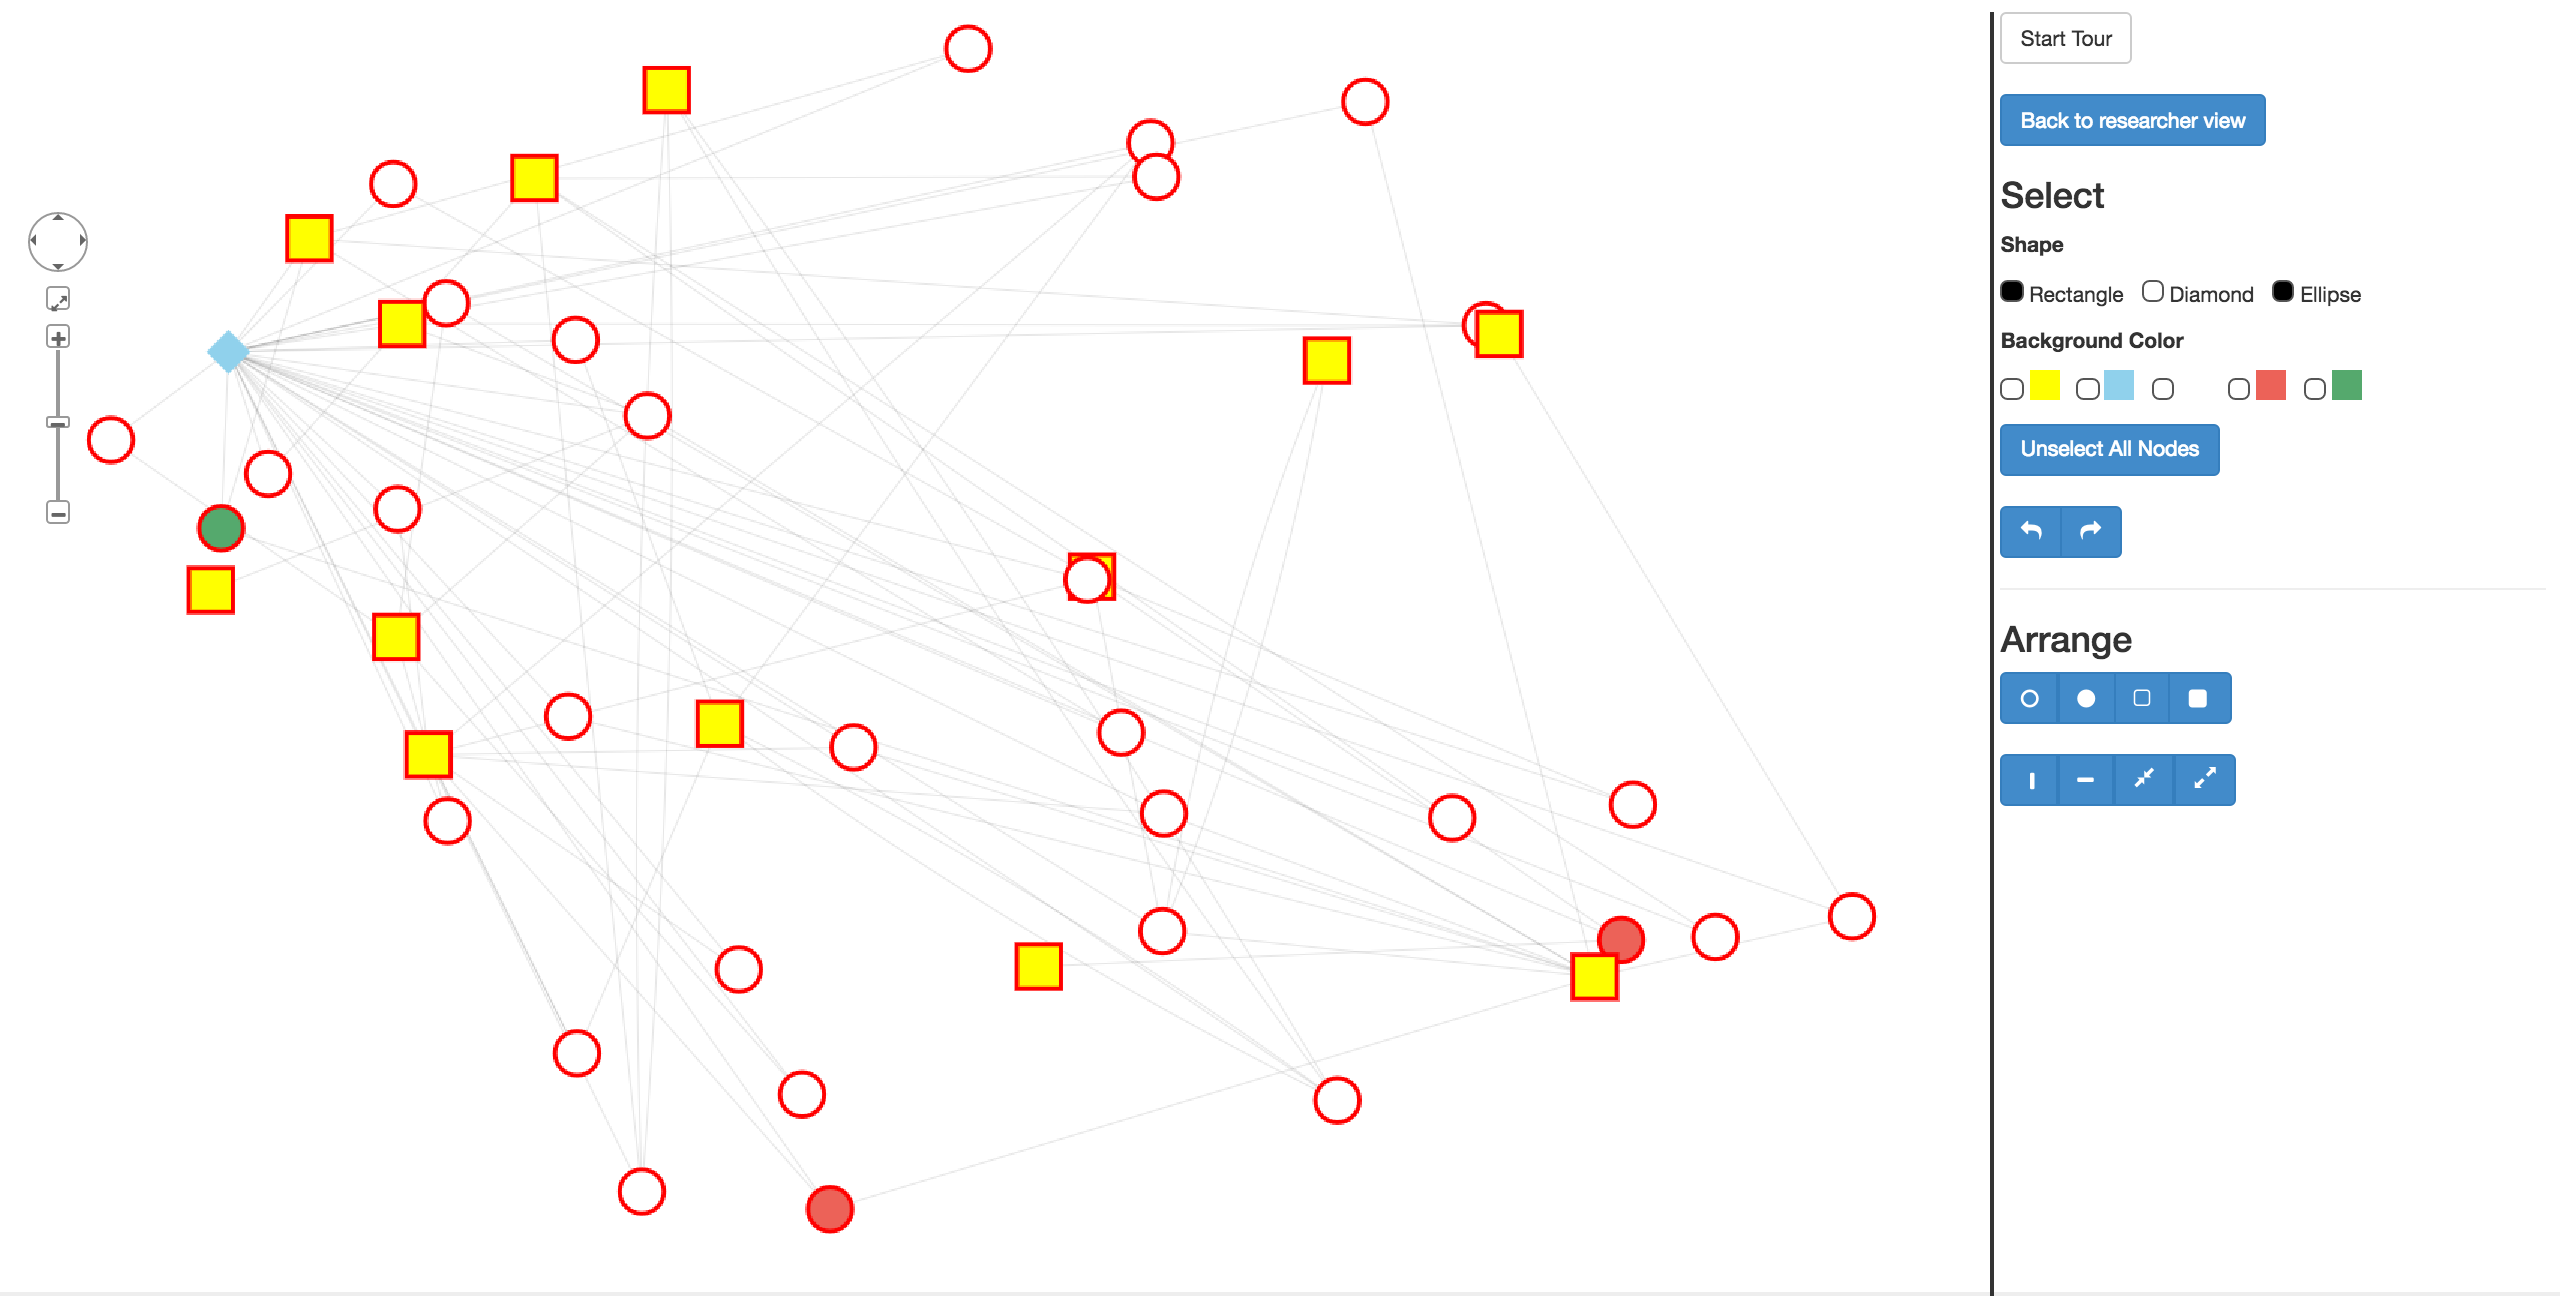 Start Tour
Back to researcher view
Select
Shape
Rectangle Diamond Ellipse
Background Color
Unselect All Nodes
Arrange